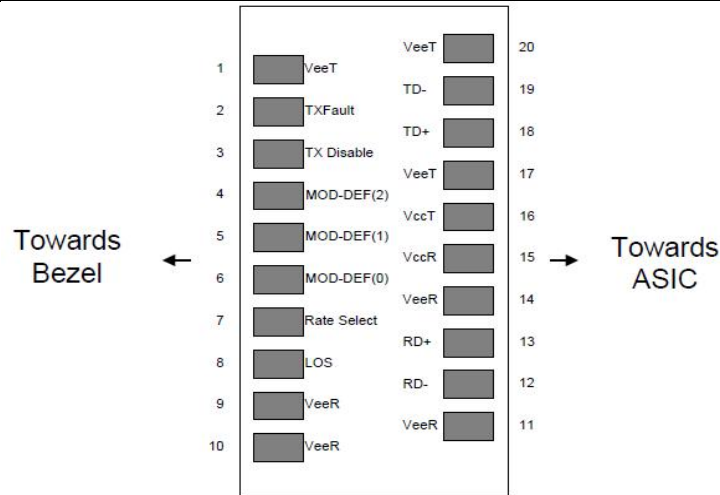 VeeT 20
1 VeeT
TD- 19
2 TXFault
TD+ 18
3 TX Disable
VeeT 17
4 MOD-DEF(2)
VccT 16
5 MOD-DEF(1)
Towards
Bezel
VccR 15
Towards
ASIC
6 MOD-DEF(0)
VeeR 14
7 Rate Select
RD+ 13
8 LOS
RD- 12
9 VeeR
VeeR 11
10 VeeR